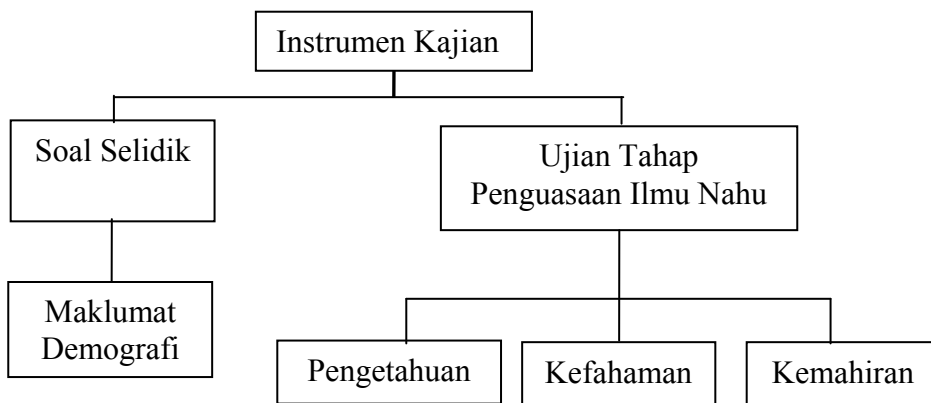 Instrumen Kajian
Soal Selidik
Ujian Tahap
Penguasaan Ilmu Nahu
Maklumat
Demografi
Pengetahuan
Kefahaman
Kemahiran